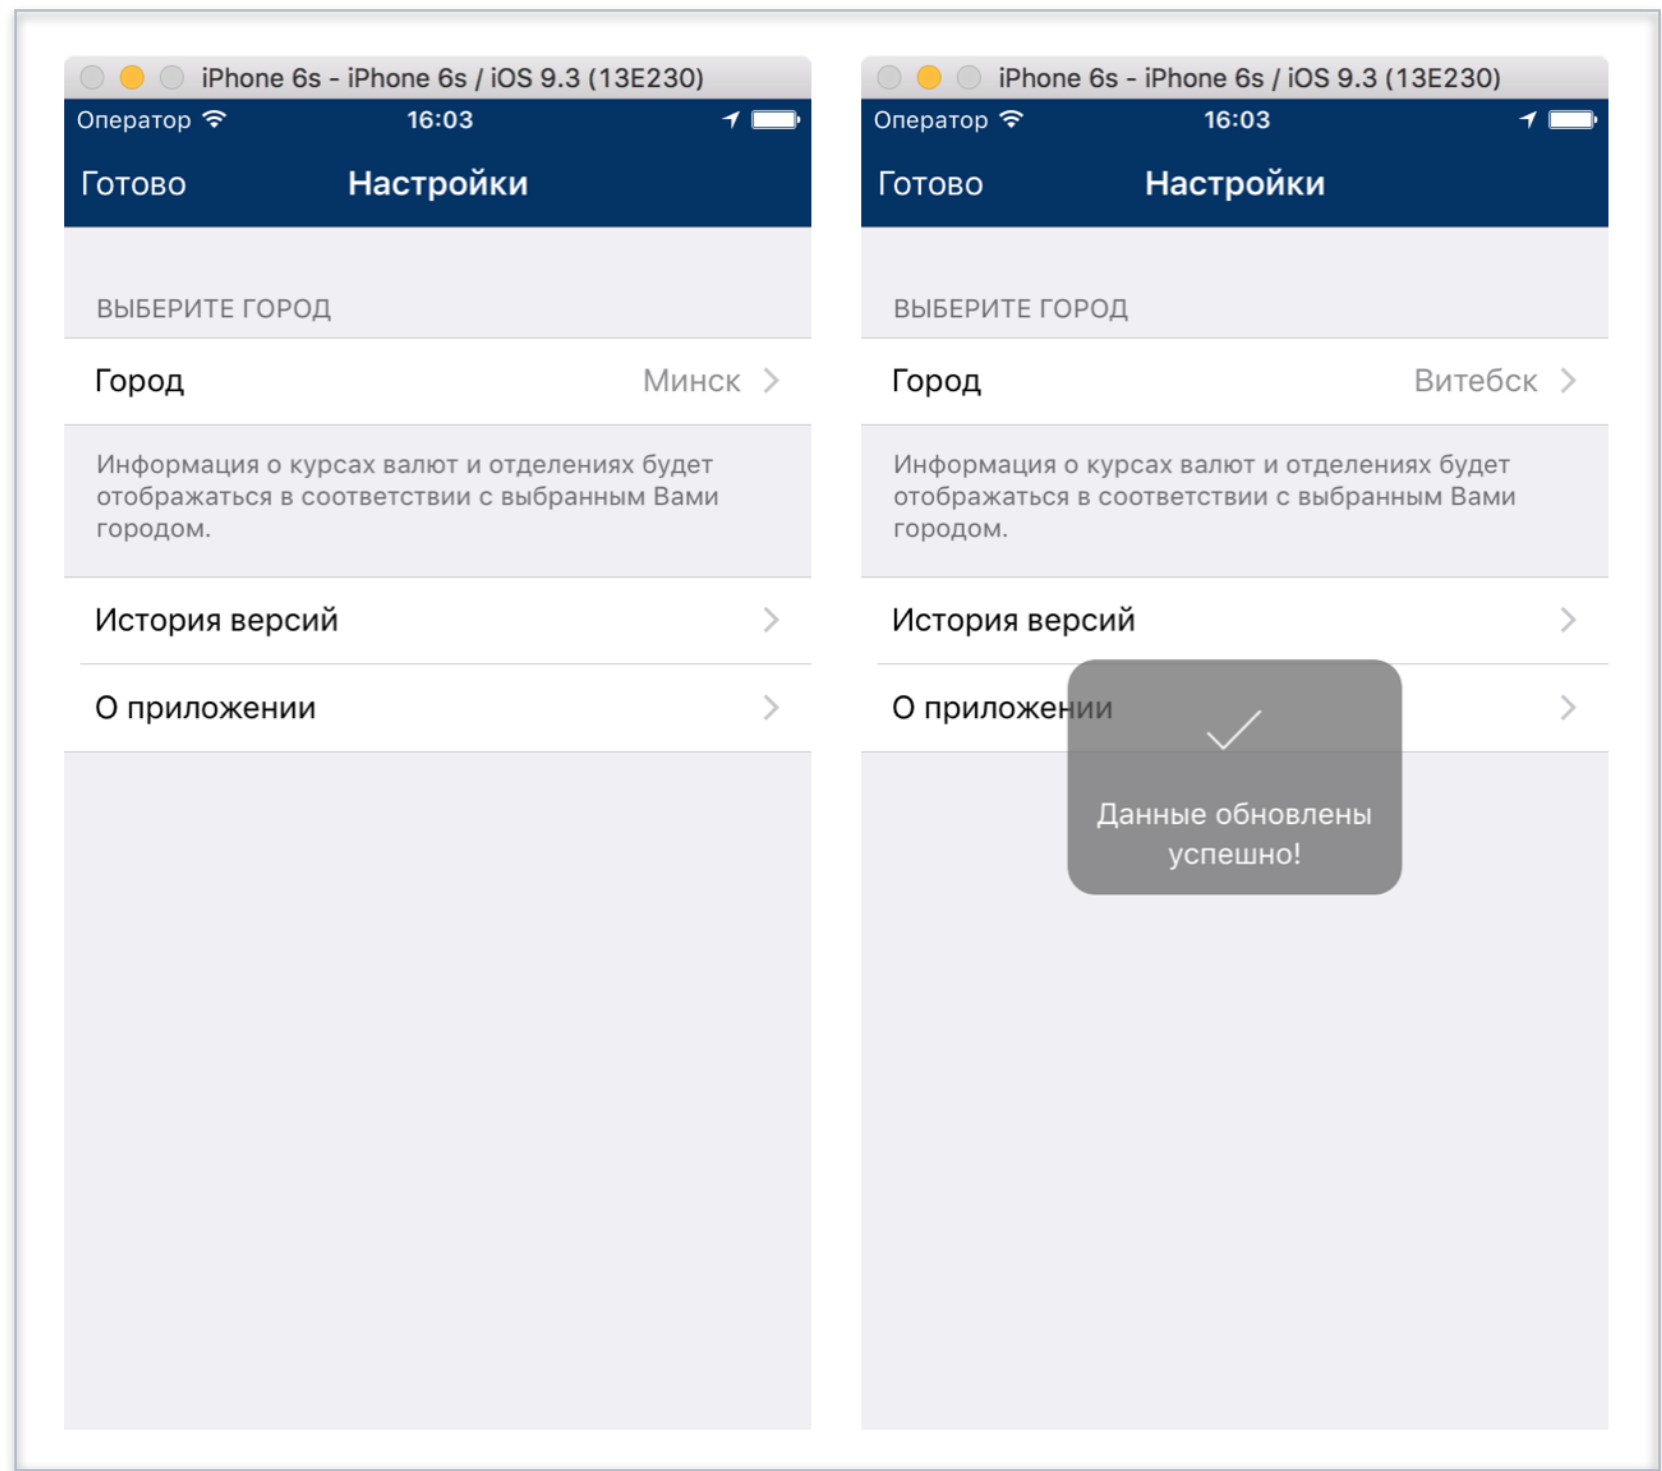 iPhone 6s - iPhone 6s / iOS 9.3 (13E230)
Оператор 16:03
Готово Настройки
ВЫБЕРИТЕ ГОРОД
Город Минск
Информация о курсах валют и отделениях будет
отображаться в соответствии с выбранным Вами
городом.
История версий
О приложении
iPhone 6s - iPhone 6s / iOS 9.3 (13E230)
Оператор 16:03
Готово Настройки
ВЫБЕРИТЕ ГОРОД
Город Витебск
Информация о курсах валют и отделениях будет
отображаться в соответствии с выбранным Вами
городом.
История версий
О приложении
Данные обновлены
успешно!